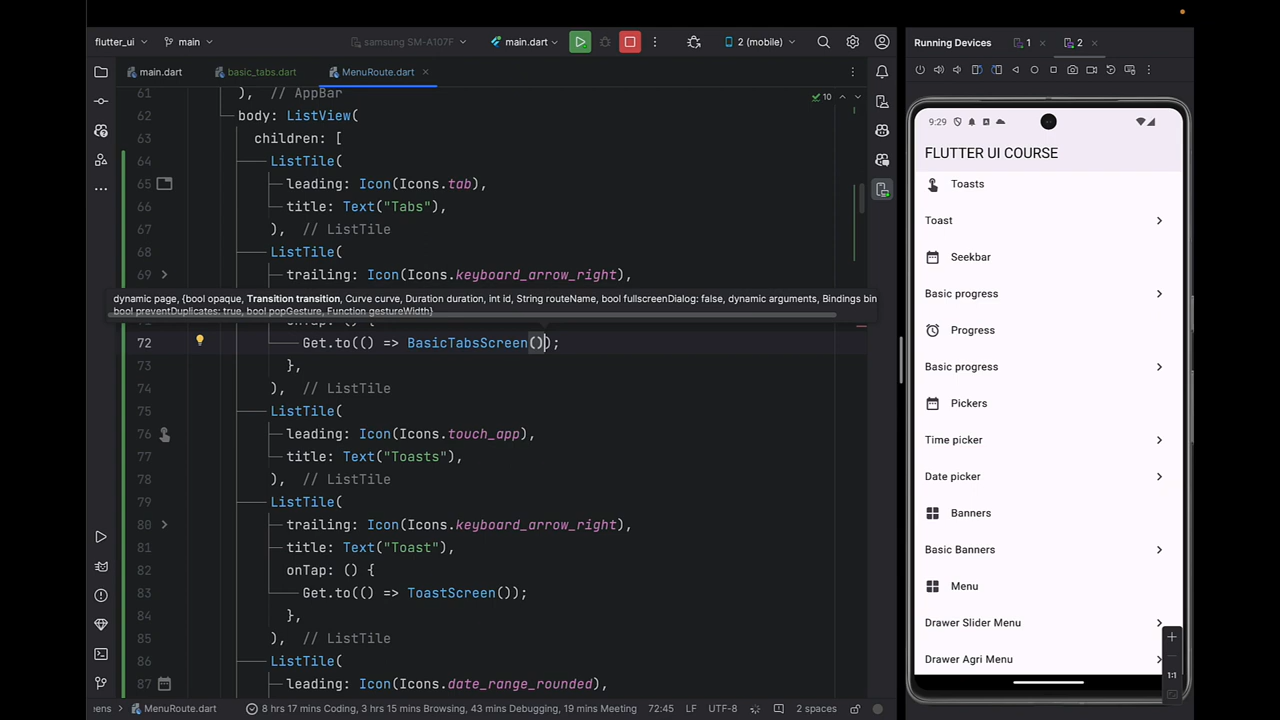 flutter_ui
main
samsung SM-A107F
main.dart
2 (mobile)
main.dart
basic_tabs.dart
MenuRoute.dart
10
61 ), // AppBar
62 body: ListView(
63 children: [
64 ListTile(
65 leading: Icon(Icons.tab),
66 title: Text("Tabs"),
67 ), // ListTile
68 ListTile(
69 trailing: Icon(Icons.keyboard_arrow_right),
dynamic page, {bool opaque, Transition transition, Curve curve, Duration duration, int id, String routeName, bool fullscreenDialog: false, dynamic arguments, Bindings bin
bool preventDuplicates: true, bool popGesture, Function gestureWidth}
onTap: () {
72 Get.to(() => BasicTabsScreen());
73 },
74 ), // ListTile
75 ListTile(
76 leading: Icon(Icons.touch_app),
77 title: Text("Toasts"),
78 ), // ListTile
79 ListTile(
80 trailing: Icon(Icons.keyboard_arrow_right),
81 title: Text("Toast"),
82 onTap: () {
83 Get.to(() => ToastScreen());
84 },
85 ), // ListTile
86 ListTile(
87 leading: Icon(Icons.date_range_rounded),
eens
MenuRoute.dart
8 hrs 17 mins Coding, 3 hrs 15 mins Browsing, 43 mins Debugging, 19 mins Meeting
72:45
LF
UTF-8
2 spaces
Running Devices
1
2
9:29
FLUTTER UI COURSE
Toasts
Toast
Seekbar
Basic progress
Progress
Basic progress
Pickers
Time picker
Date picker
Banners
Basic Banners
Menu
Drawer Slider Menu
Drawer Agri Menu
1:1